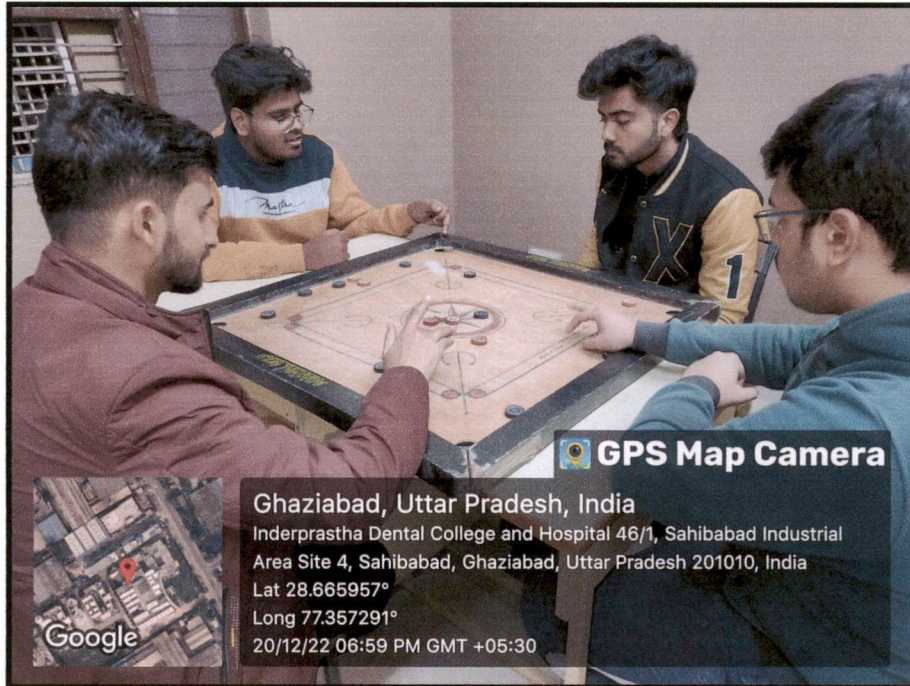 X
1
GPS Map Camera
Google
Ghaziabad, Uttar Pradesh, India
Inderprastha Dental College and Hospital 46/1, Sahibabad Industrial
Area Site 4, Sahibabad, Ghaziabad, Uttar Pradesh 201010, India
Lat 28.665957°
Long 77.357291°
20/12/22 06:59 PM GMT +05:30